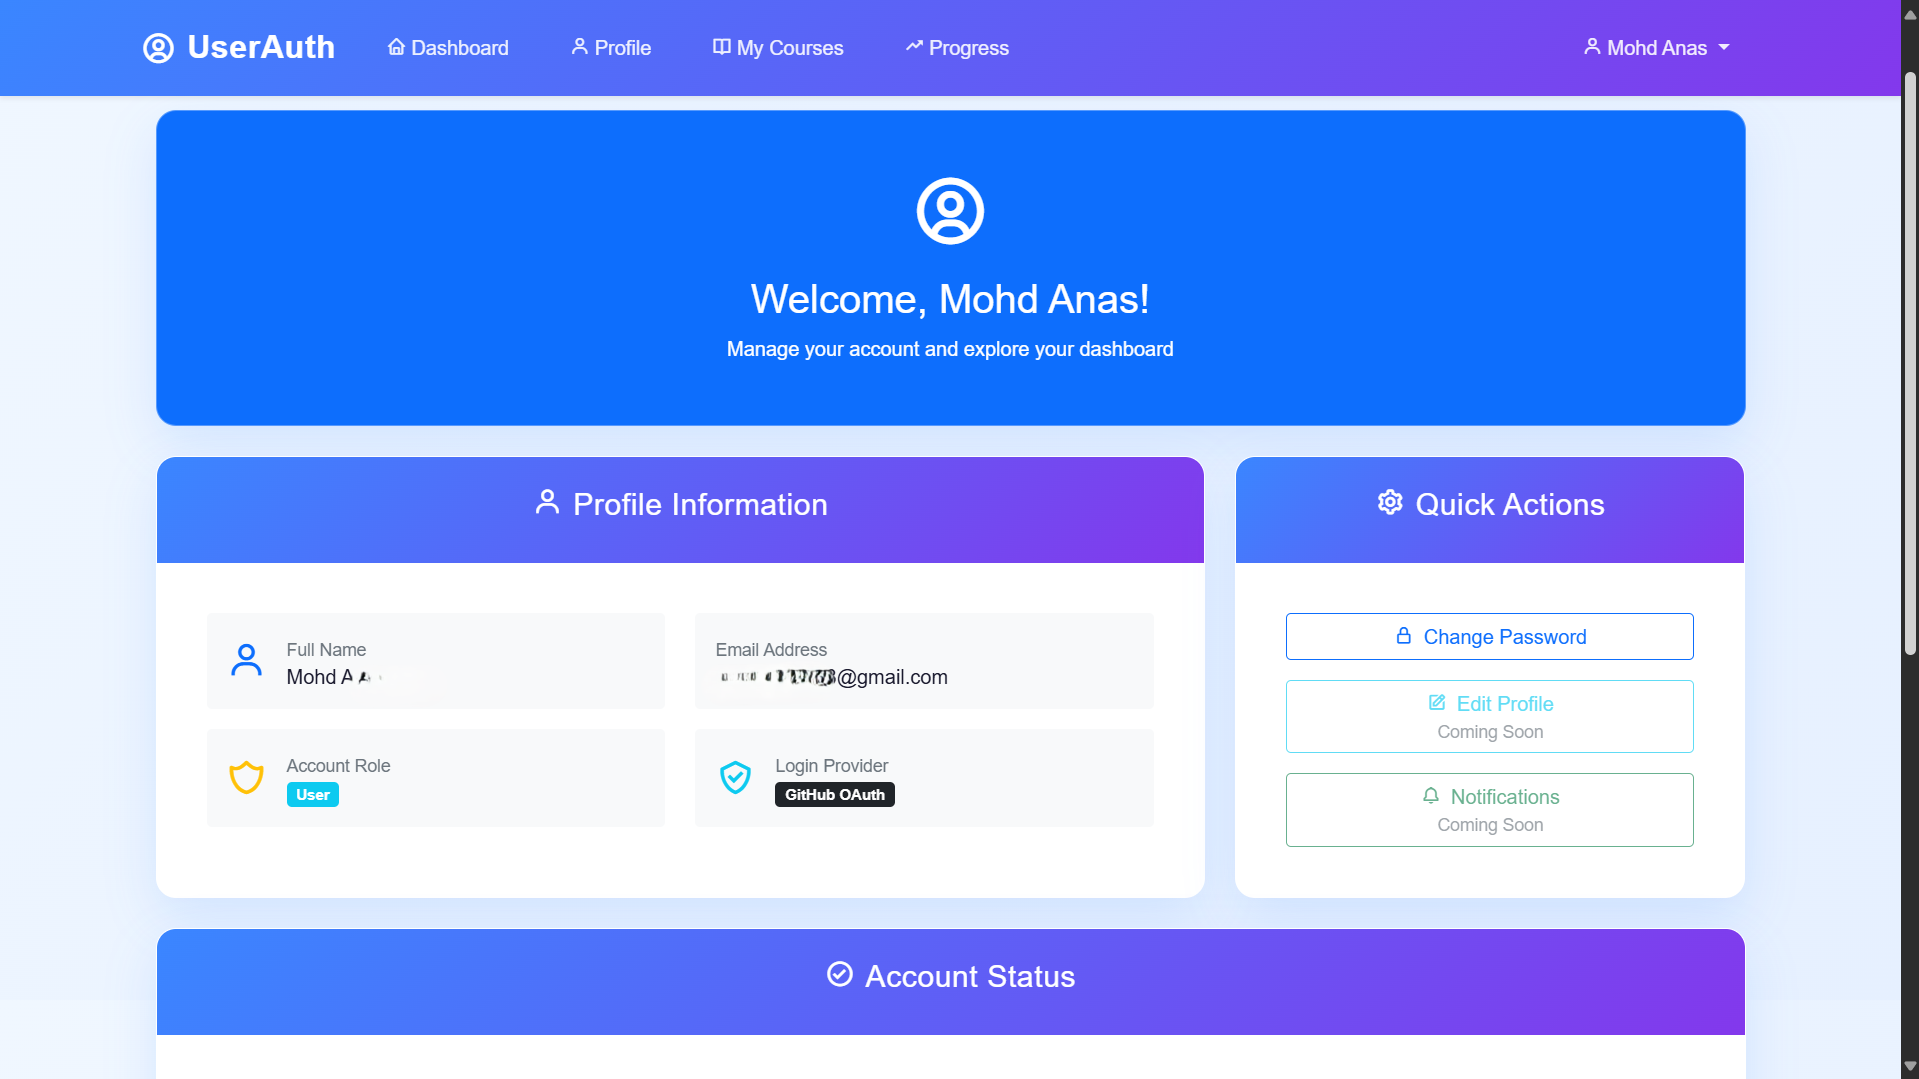 UserAuth
Dashboard
Profile
My Courses
Progress
Mohd Anas
Welcome, Mohd Anas!
Manage your account and explore your dashboard
Profile Information
Full Name
Mohd
Email Address
@gmail.com
Account Role
User
Login Provider
GitHub OAuth
Quick Actions
Change Password
Edit Profile
Coming Soon
Notifications
Coming Soon
Account Status